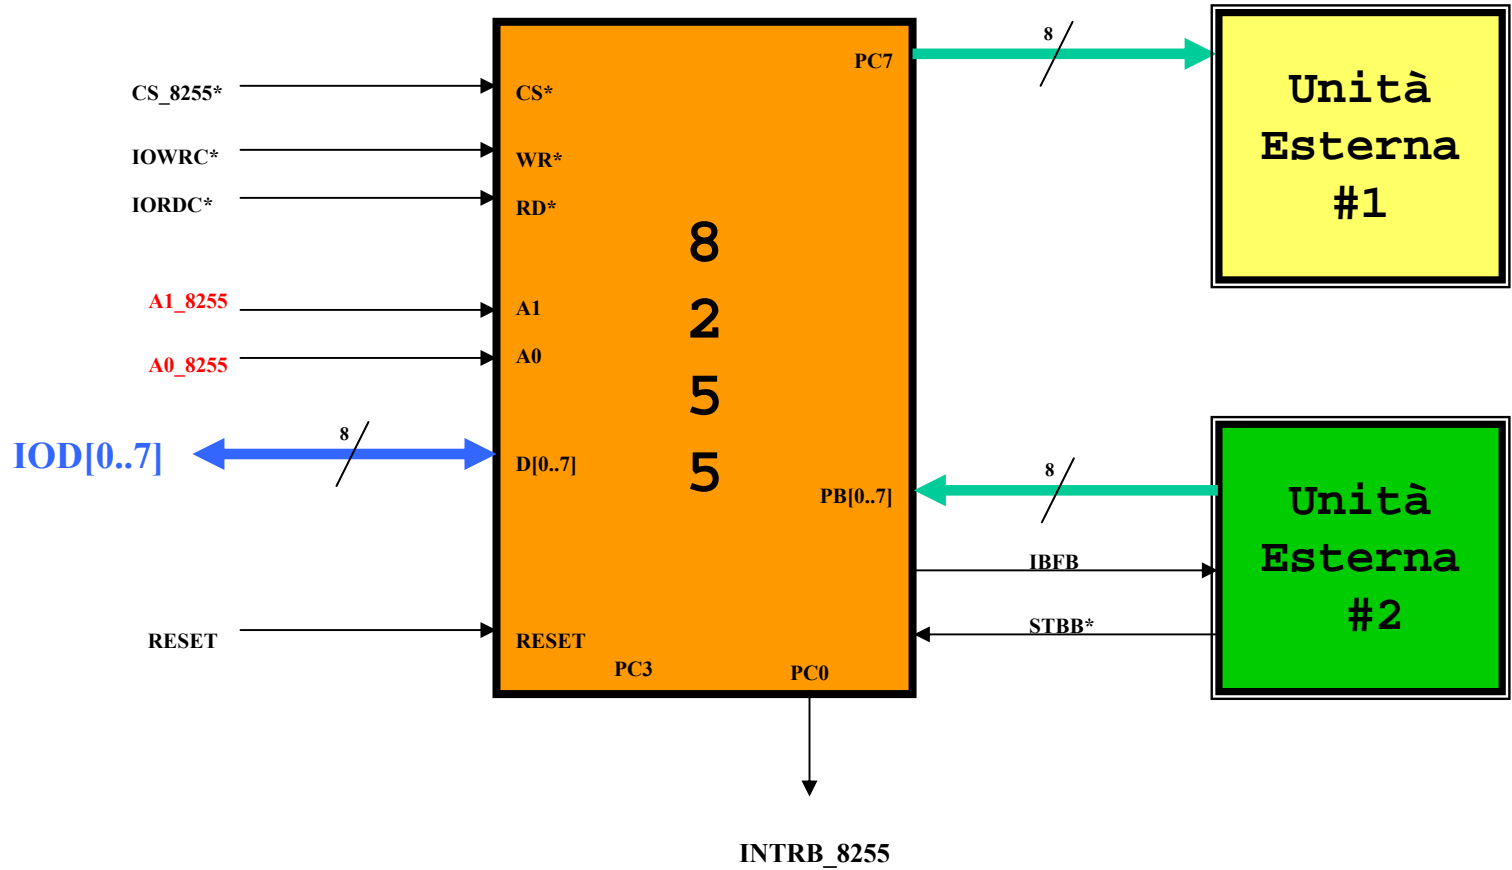 8
PC7
Unità
Esterna
#1
CS_8255*
CS*
IOWRC*
WR*
IORDC*
RD*
8
2
5
5
A1_8255
A1
A0_8255
A0
8
IOD[0..7]
D[0..7]
8
PB[0..7]
Unità
Esterna
#2
IBFB
STBB*
RESET
RESET
PC3
PC0
INTRB_8255